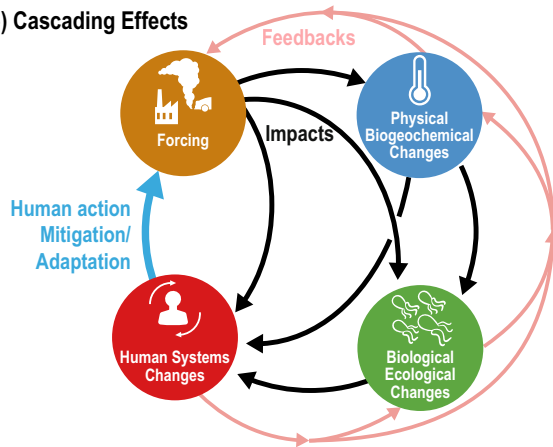 ) Cascading Effects
Feedbacks
Forcing
Impacts
Physical
Biogeochemical
Changes
Human action
Mitigation/
Adaptation
Human Systems
Changes
Biological
Ecological
Changes